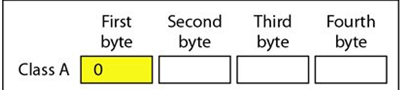 First Second Third Fourth
byte byte byte byte
Class A 0